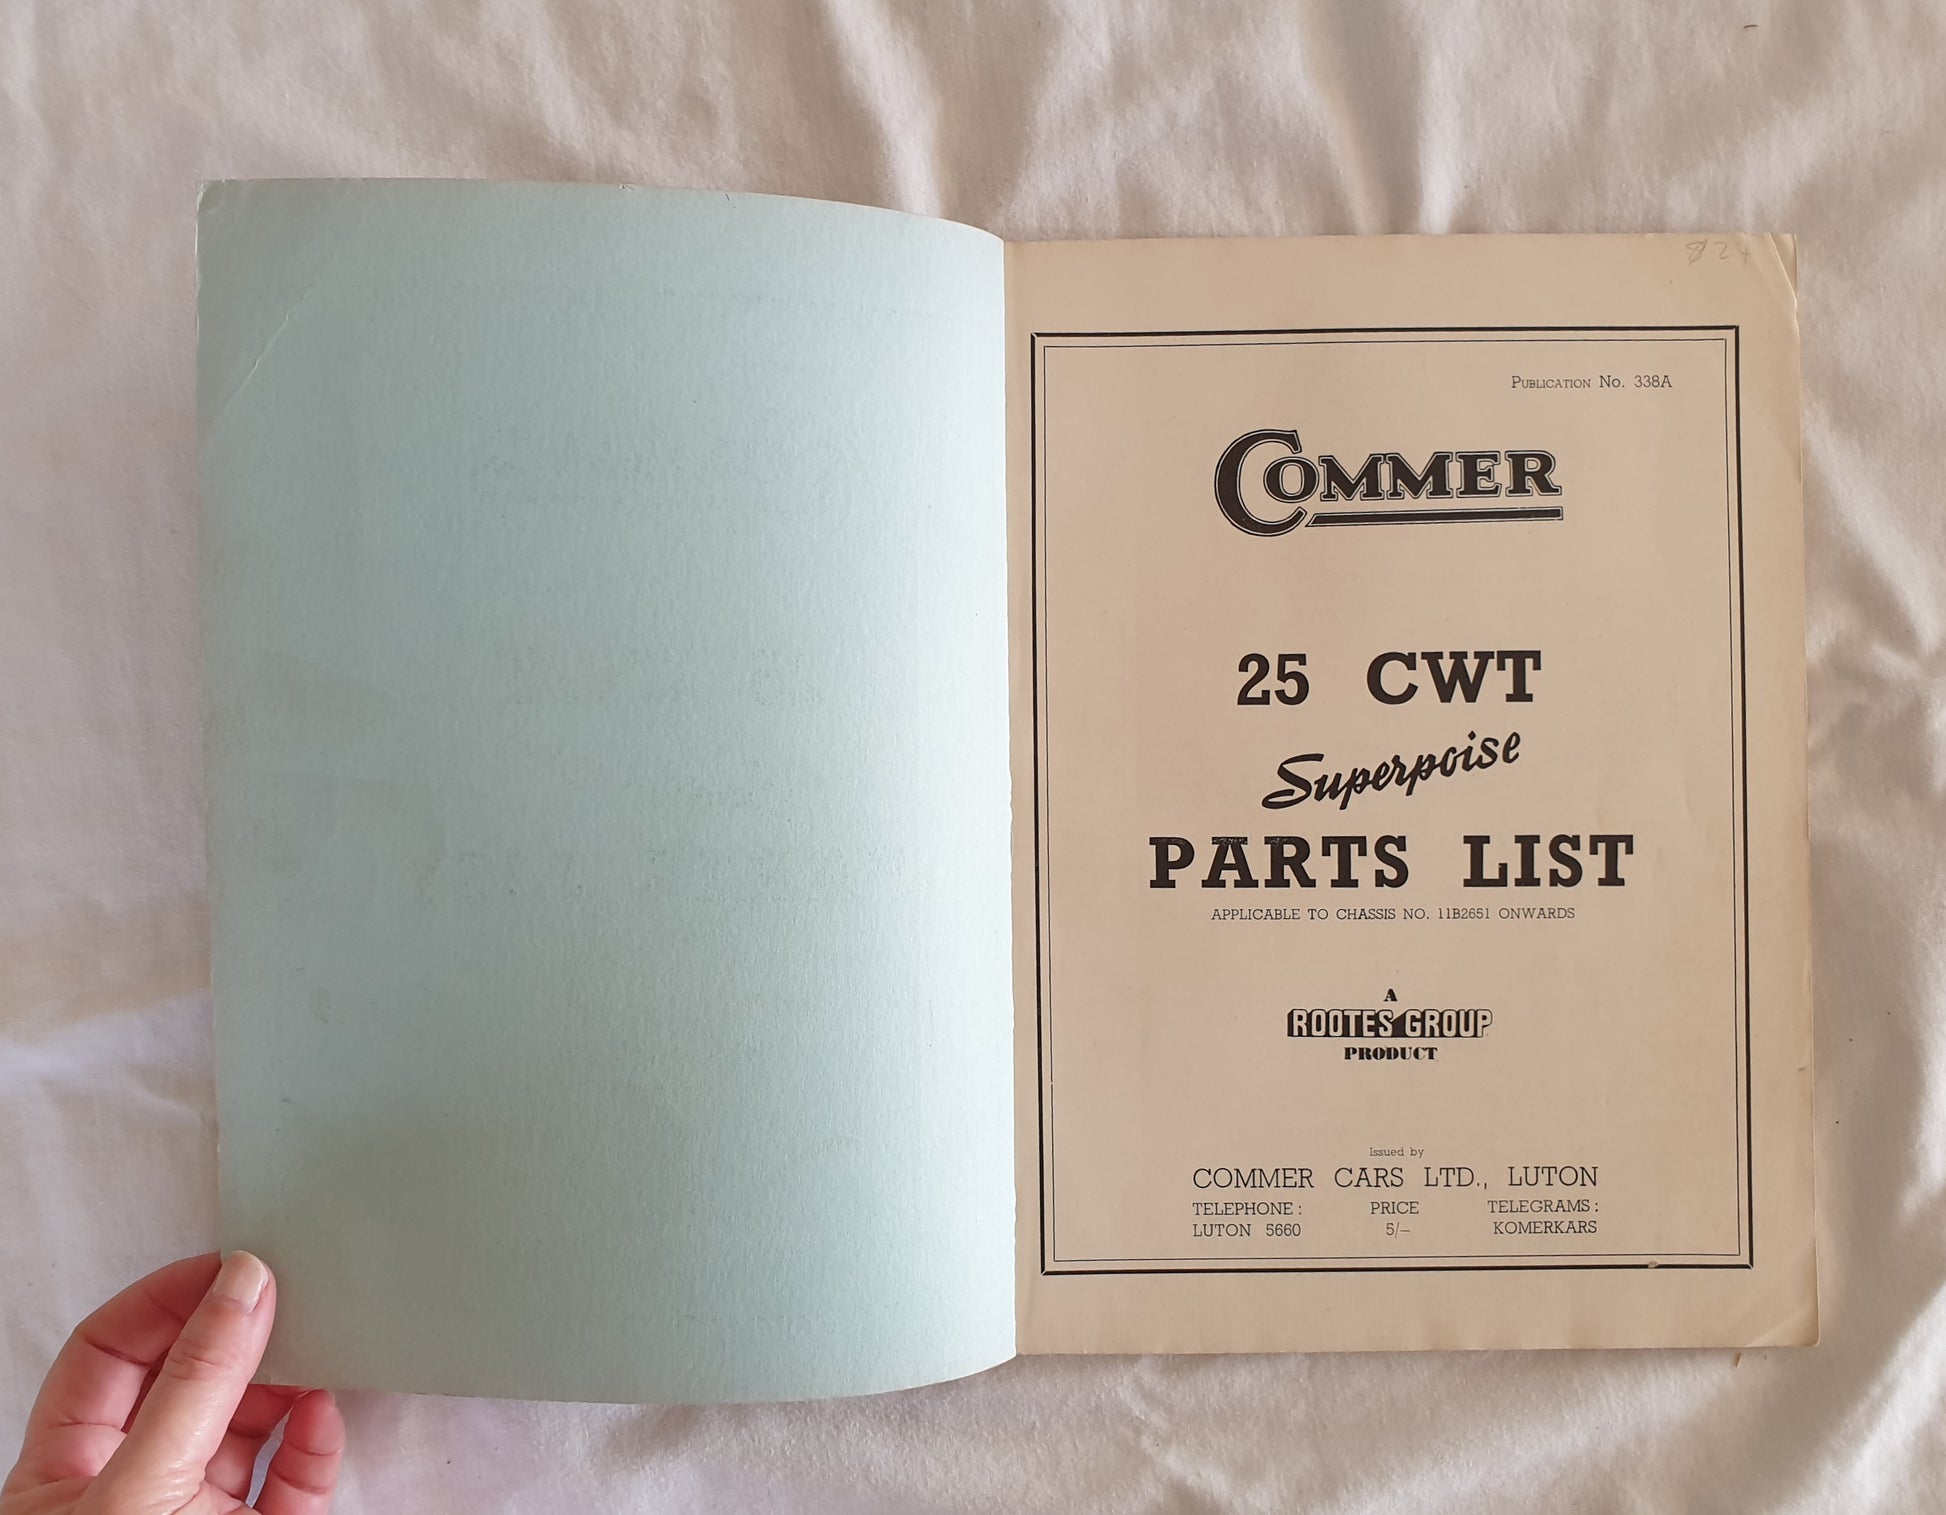 $24
Publication No. 338A
COMMER
25 CWT
Superpoise
PARTS LIST
APPLICABLE TO CHASSIS NO. 11B2651 ONWARDS
A
ROOTES GROUP
PRODUCT
issued by
COMMER CARS LTD., LUTON
TELEPHONE : PRICE TELEGRAMS :
LUTON 5660 5/– KOMERKARS